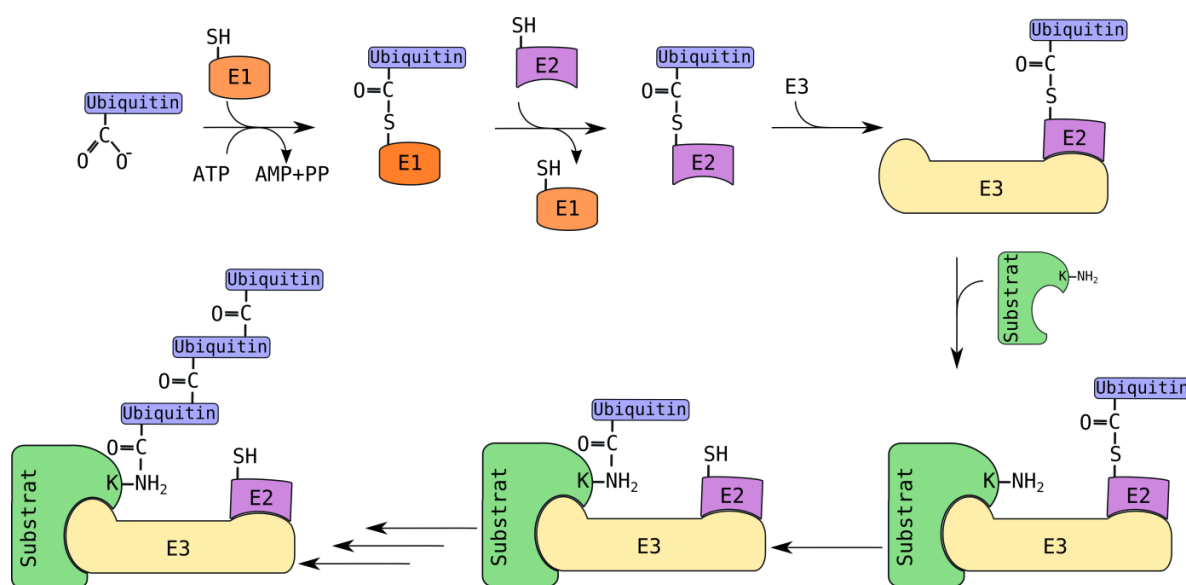 SH
E1
Ubiquitin
C
O O-
ATP AMP+PP
Ubiquitin
O=C
S
E1
SH
E2
SH
E1
Ubiquitin
O=C
S
E2
E3
Ubiquitin
O=C
S
E2
E3
Substrat
K-NH2
Ubiquitin
O=C
S
E2
K-NH2
Substrat
E3
Ubiquitin
O=C
K-NH2
SH
E2
Substrat
E3
Ubiquitin
O=C
Ubiquitin
O=C
Ubiquitin
O=C
K-NH2
SH
E2
Substrat
E3